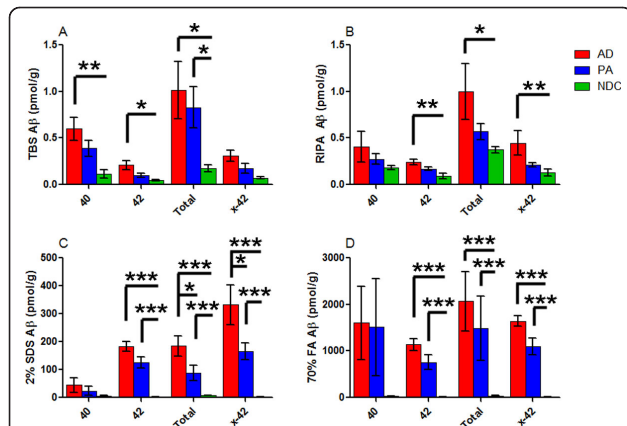 A
TBS Aβ (pmol/g)
1.5
1.0
0.5
0.0
**
*
*
*
40
42
Total
x-42
B
RIPA Aβ (pmol/g)
1.5
1.0
0.5
0.0
**
*
**
40
42
Total
x-42
AD
PA
NDC
C
2% SDS Aβ (pmol/g)
500
400
300
200
100
0
***
***
***
*
***
***
*
***
40
42
Total
x-42
D
70% FA Aβ (pmol/g)
3000
2000
1000
0
***
***
***
***
***
***
40
42
Total
x-42